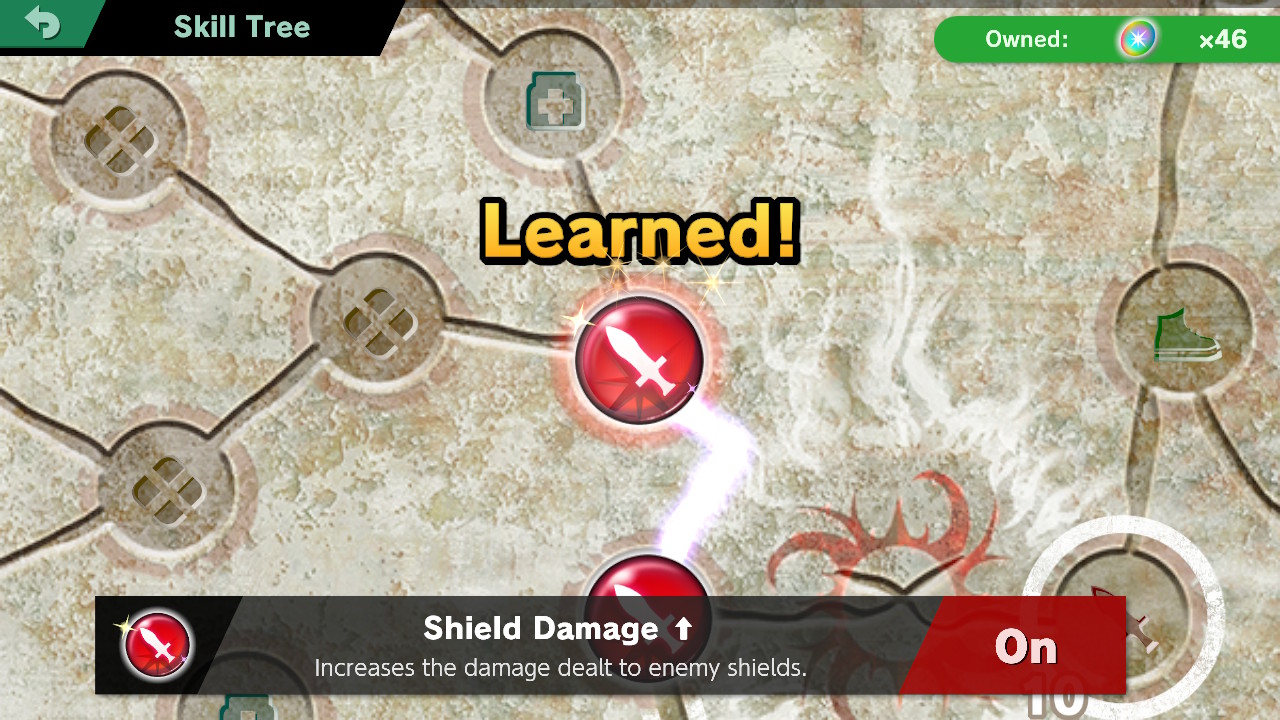 Skill Tree
Owned: ×46
Learned!
Shield Damage ↑
Increases the damage dealt to enemy shields.
On
10